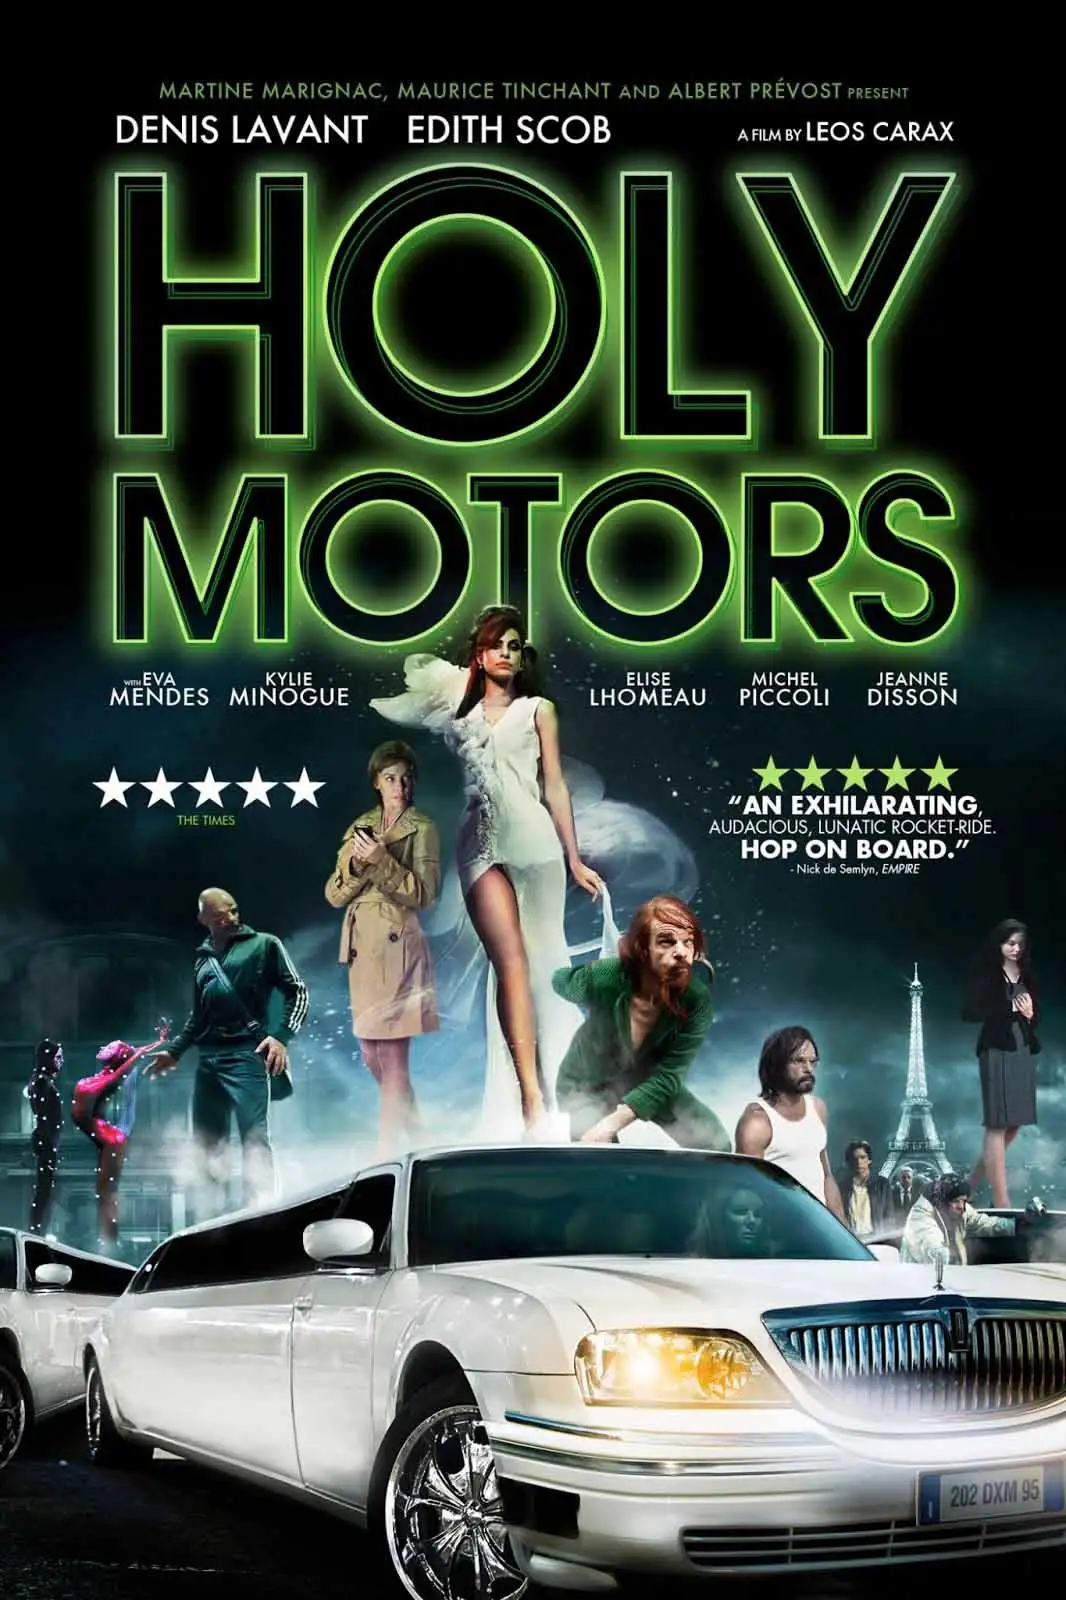 MARTINE MARIGNAC, MAURICE TINCHANT AND ALBERT PRÉVOST PRESENT
DENIS LAVANT EDITH SCOB A FILM BY LEOS CARAX
HOLY
MOTORS
WITH EVA
MENDES
KYLIE
MINOGUE
ELISE
LHOMEAU
MICHEL
PICCOLI
JEANNE
DISSON
THE TIMES
“AN EXHILARATING,
AUDACIOUS, LUNATIC ROCKET-RIDE.
HOP ON BOARD.”
- Nick de Semlyn, EMPIRE
202 DXM 95